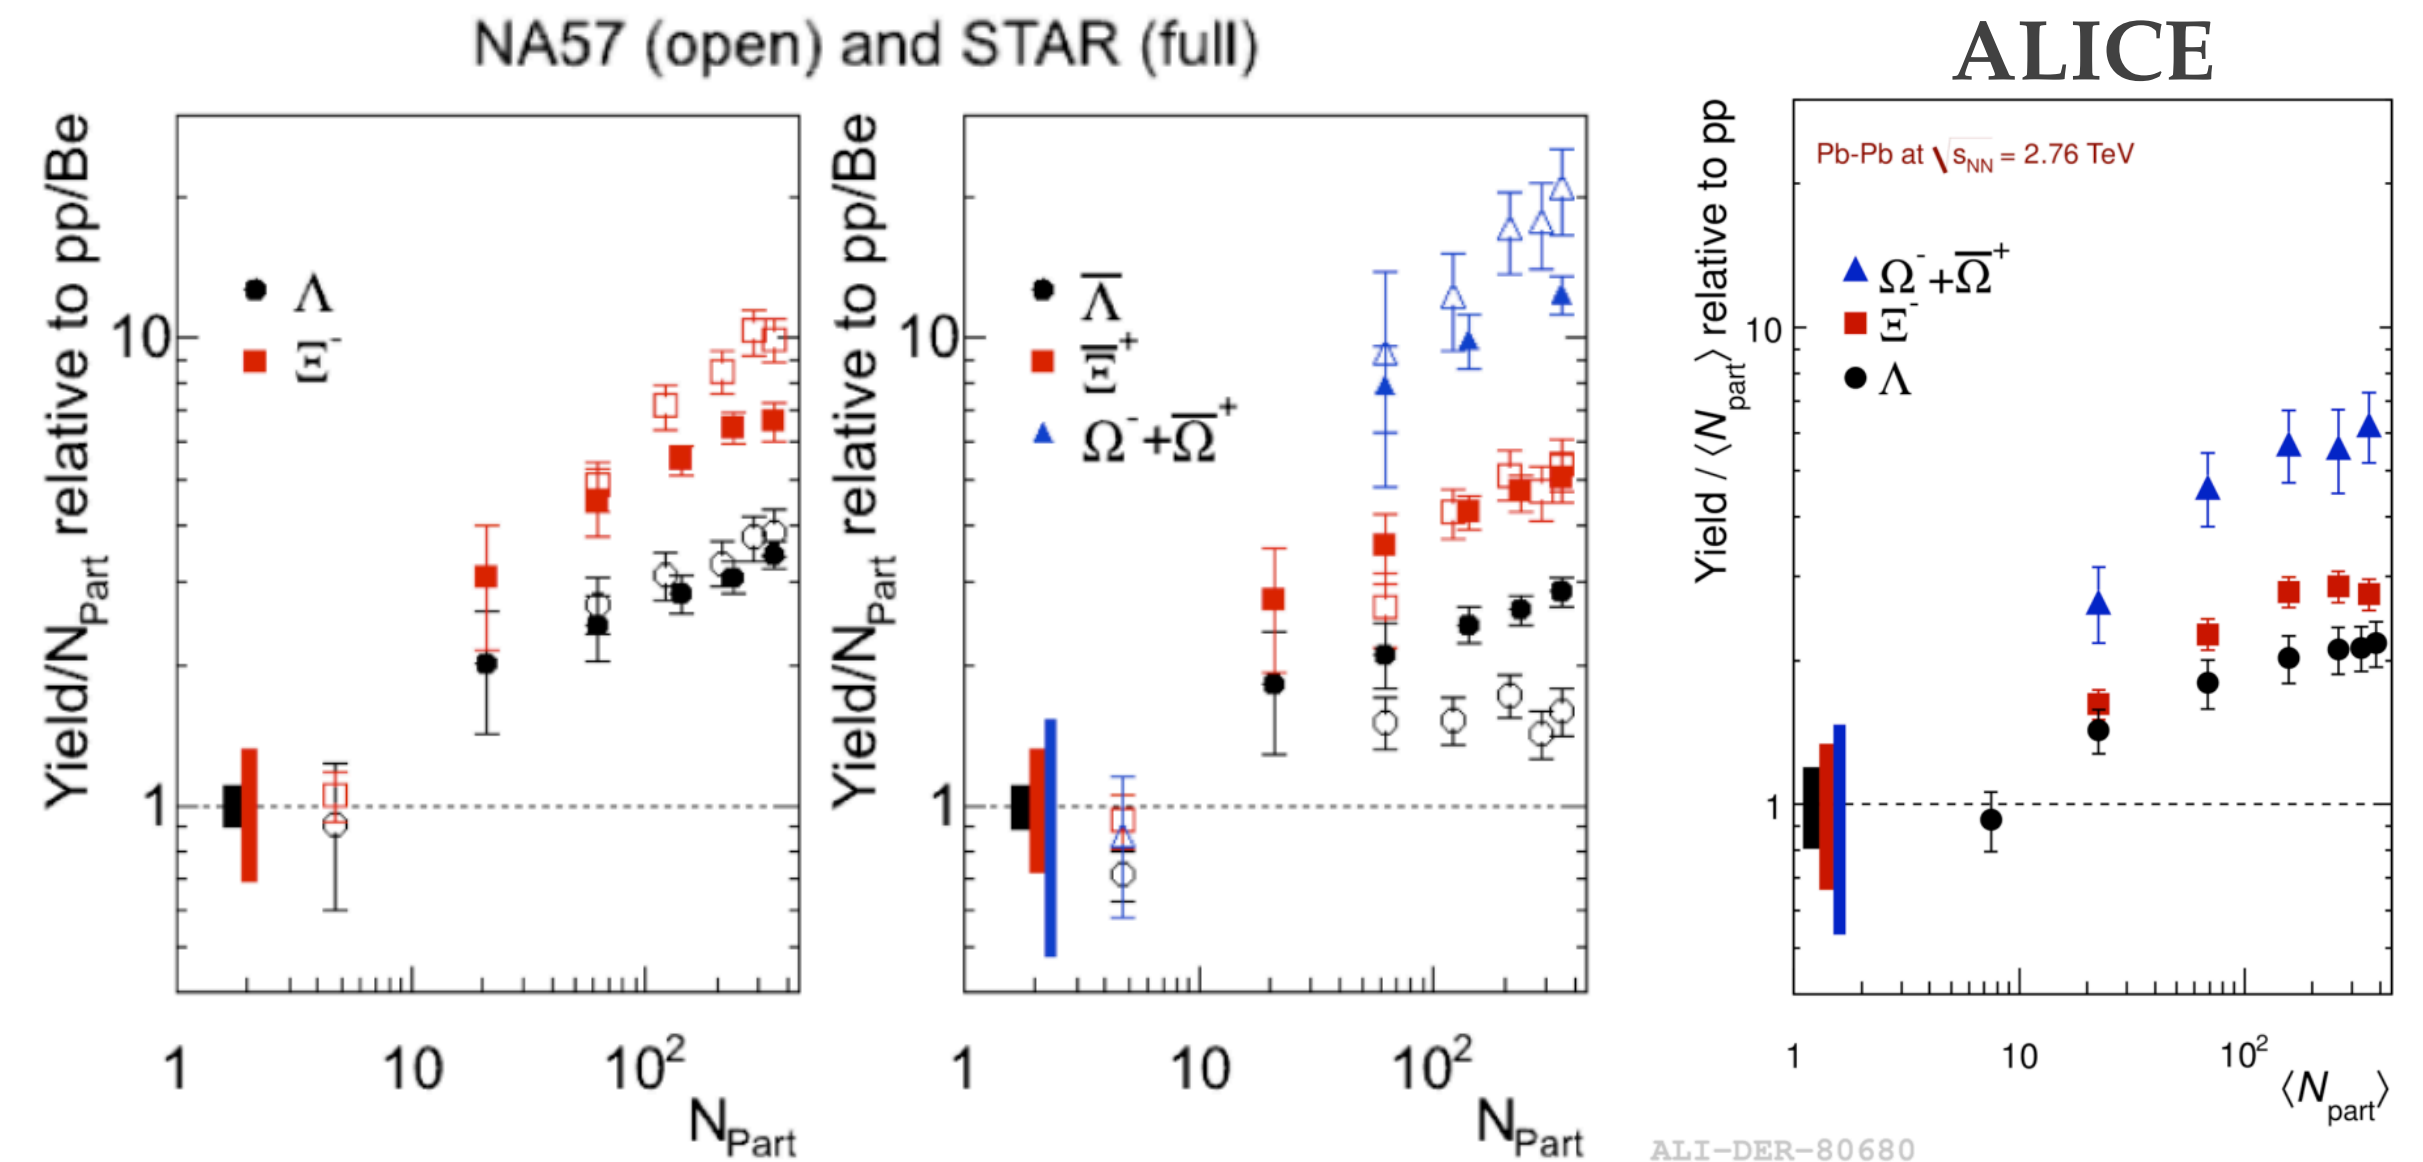 NA57 (open) and STAR (full)
Yield/N_Part relative to pp/Be
Λ
Ξ⁻
10
1
1
10
10²
N_Part
Yield/N_Part relative to pp/Be
Λ̅
Ξ̅⁺
Ω⁻+Ω̅⁺
10
1
1
10
10²
N_Part
ALICE
Yield / ⟨N_part⟩ relative to pp
Pb-Pb at √s_NN = 2.76 TeV
Ω⁻+Ω̅⁺
Ξ⁻
Λ
10
1
1
10
10²
⟨N_part⟩
ALI-DER-80680